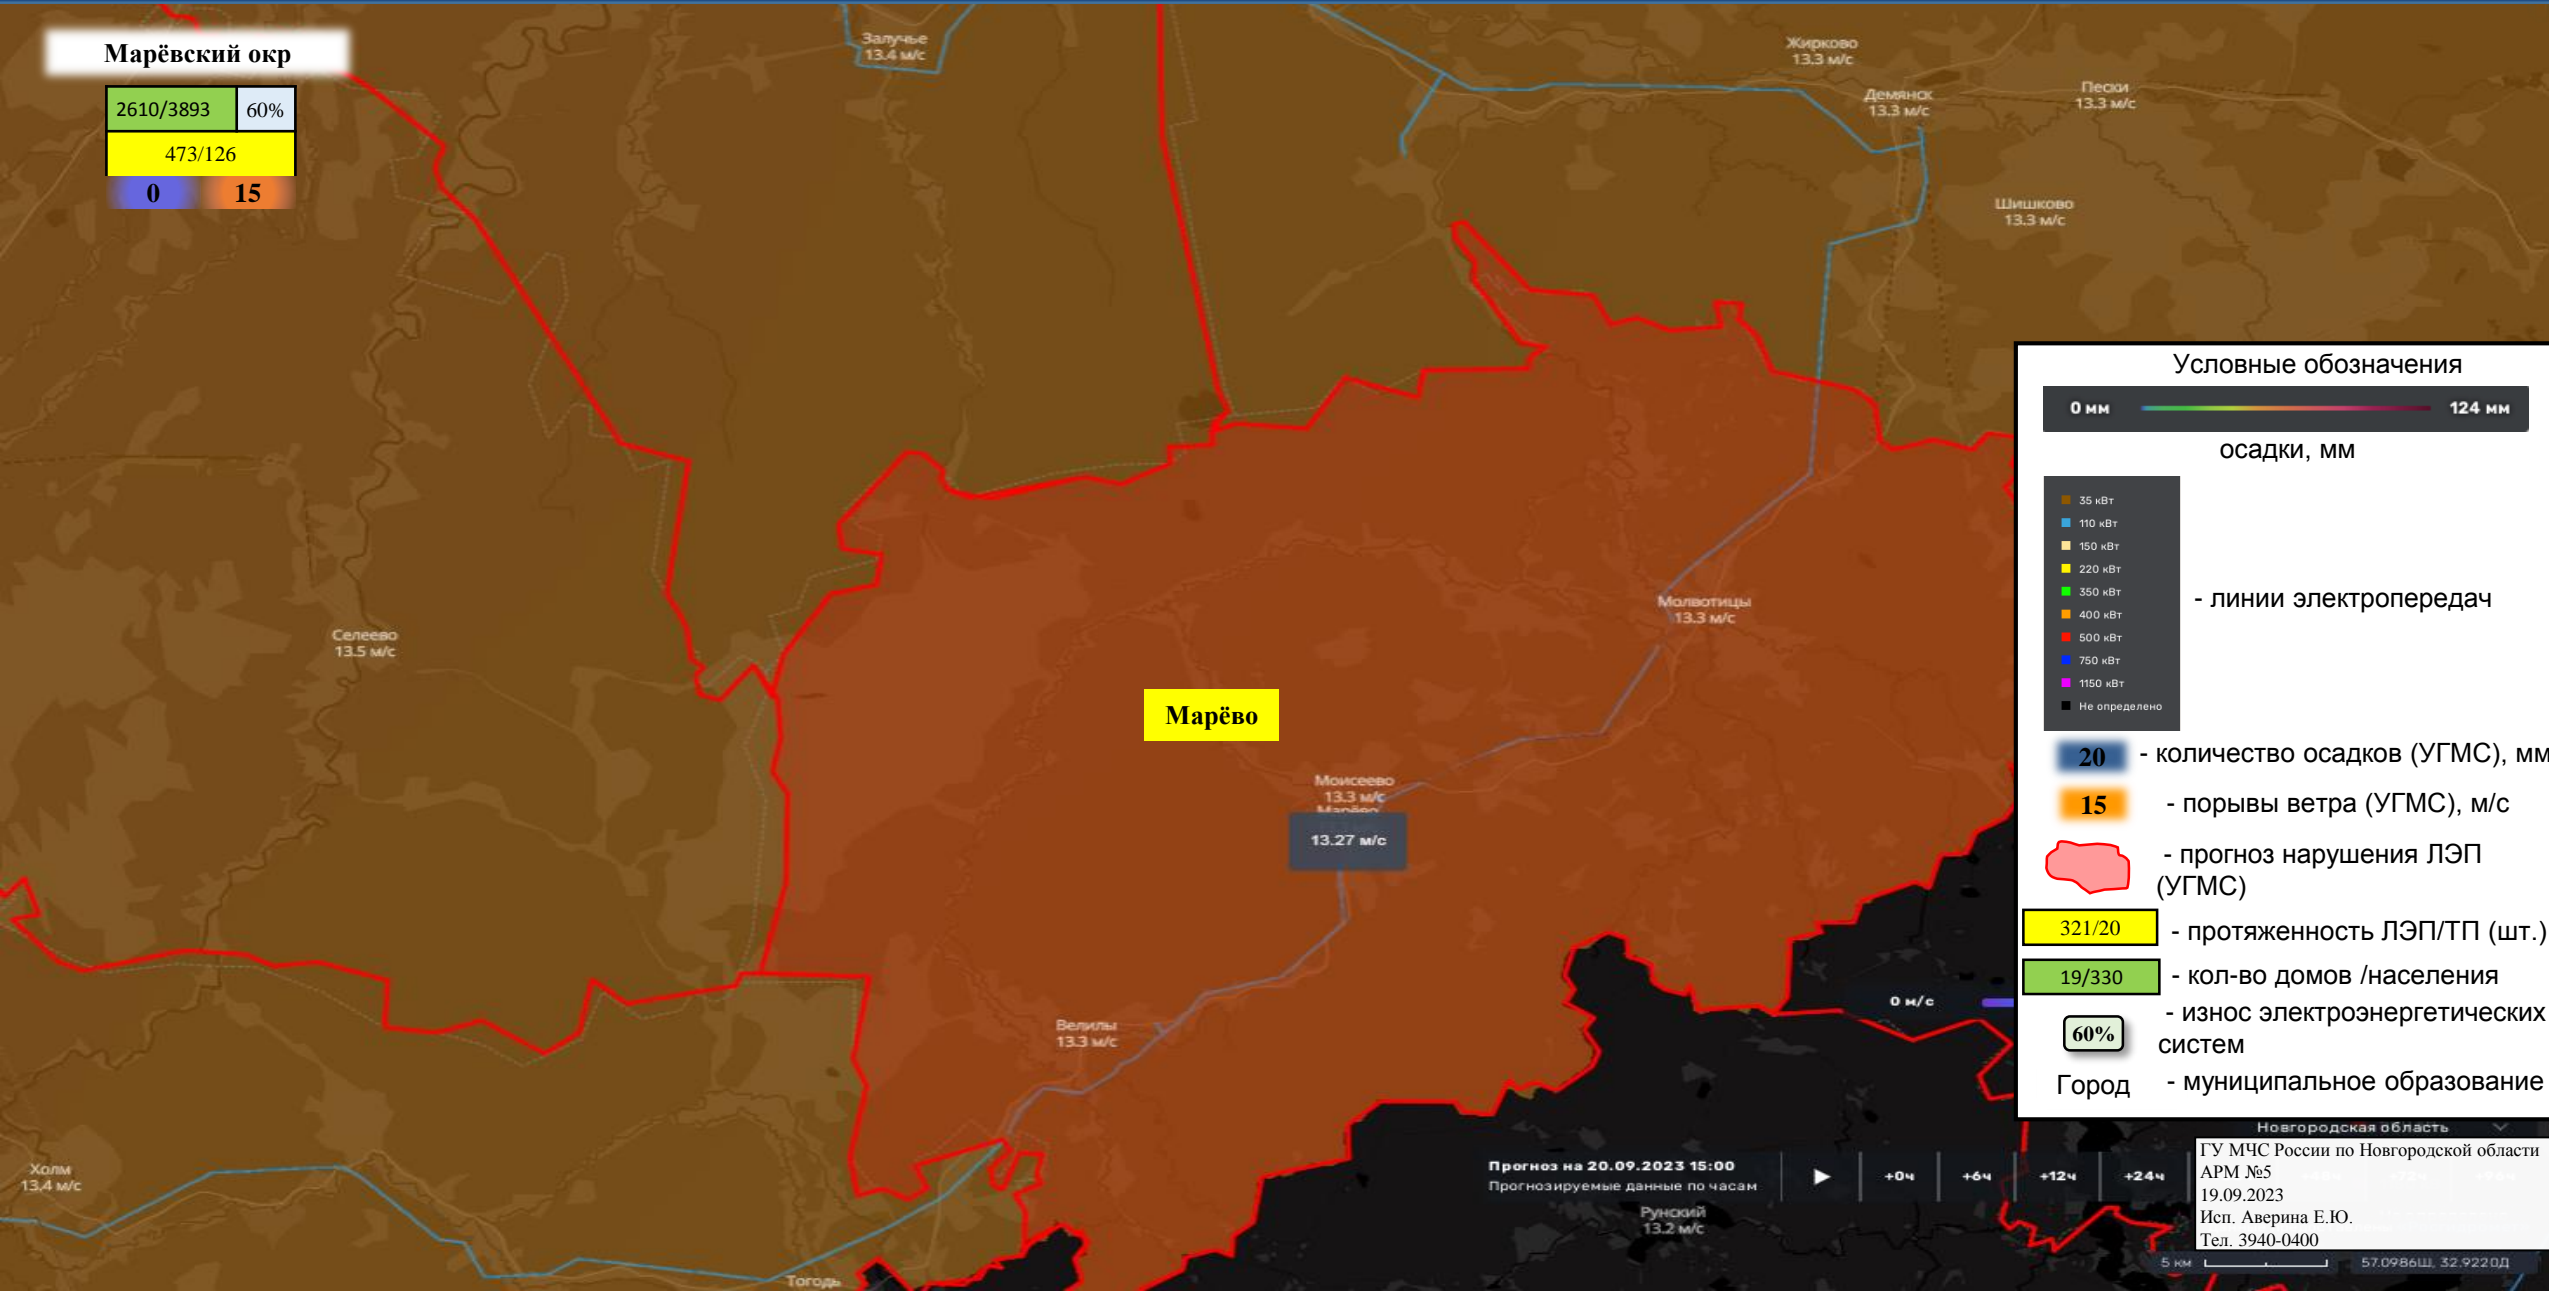 Марёвский окр
2610/3893 60%
473/126
0 15
Залучье
13.4 м/с
Жирково
13.3 м/с
Демянск
13.3 м/с
Пески
13.3 м/с
Шишково
13.3 м/с
Селеево
13.5 м/с
Молвотицы
13.3 м/с
Марёво
Моисеево
13.3 м/с
Марёво
13.27 м/с
Велилы
13.3 м/с
Холм
13.4 м/с
Тогодь
Рунский
13.2 м/с
0 м/с
Условные обозначения
0 мм 124 мм
осадки, мм
35 кВт
110 кВт
150 кВт
220 кВт
350 кВт
400 кВт
500 кВт
750 кВт
1150 кВт
Не определено
- линии электропередач
20 - количество осадков (УГМС), мм
15 - порывы ветра (УГМС), м/с
- прогноз нарушения ЛЭП
(УГМС)
321/20 - протяженность ЛЭП/ТП (шт.)
19/330 - кол-во домов /населения
60% - износ электроэнергетических
систем
Город - муниципальное образование
Новгородская область
Прогноз на 20.09.2023 15:00
Прогнозируемые данные по часам
+0ч +6ч +12ч +24ч
ГУ МЧС России по Новгородской области
АРМ №5
19.09.2023
Исп. Аверина Е.Ю.
Тел. 3940-0400
5 км 57.0986Ш, 32.9220Д